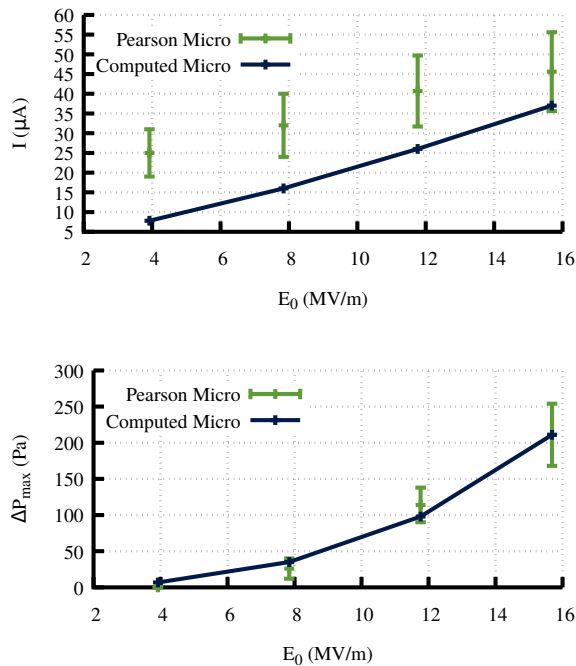 60
55
50
45
40
35
30
25
20
15
10
5
I (μA)
Pearson Micro
Computed Micro
2 4 6 8 10 12 14 16
E0 (MV/m)
300
250
200
150
100
50
0
ΔPmax (Pa)
Pearson Micro
Computed Micro
2 4 6 8 10 12 14 16
E0 (MV/m)